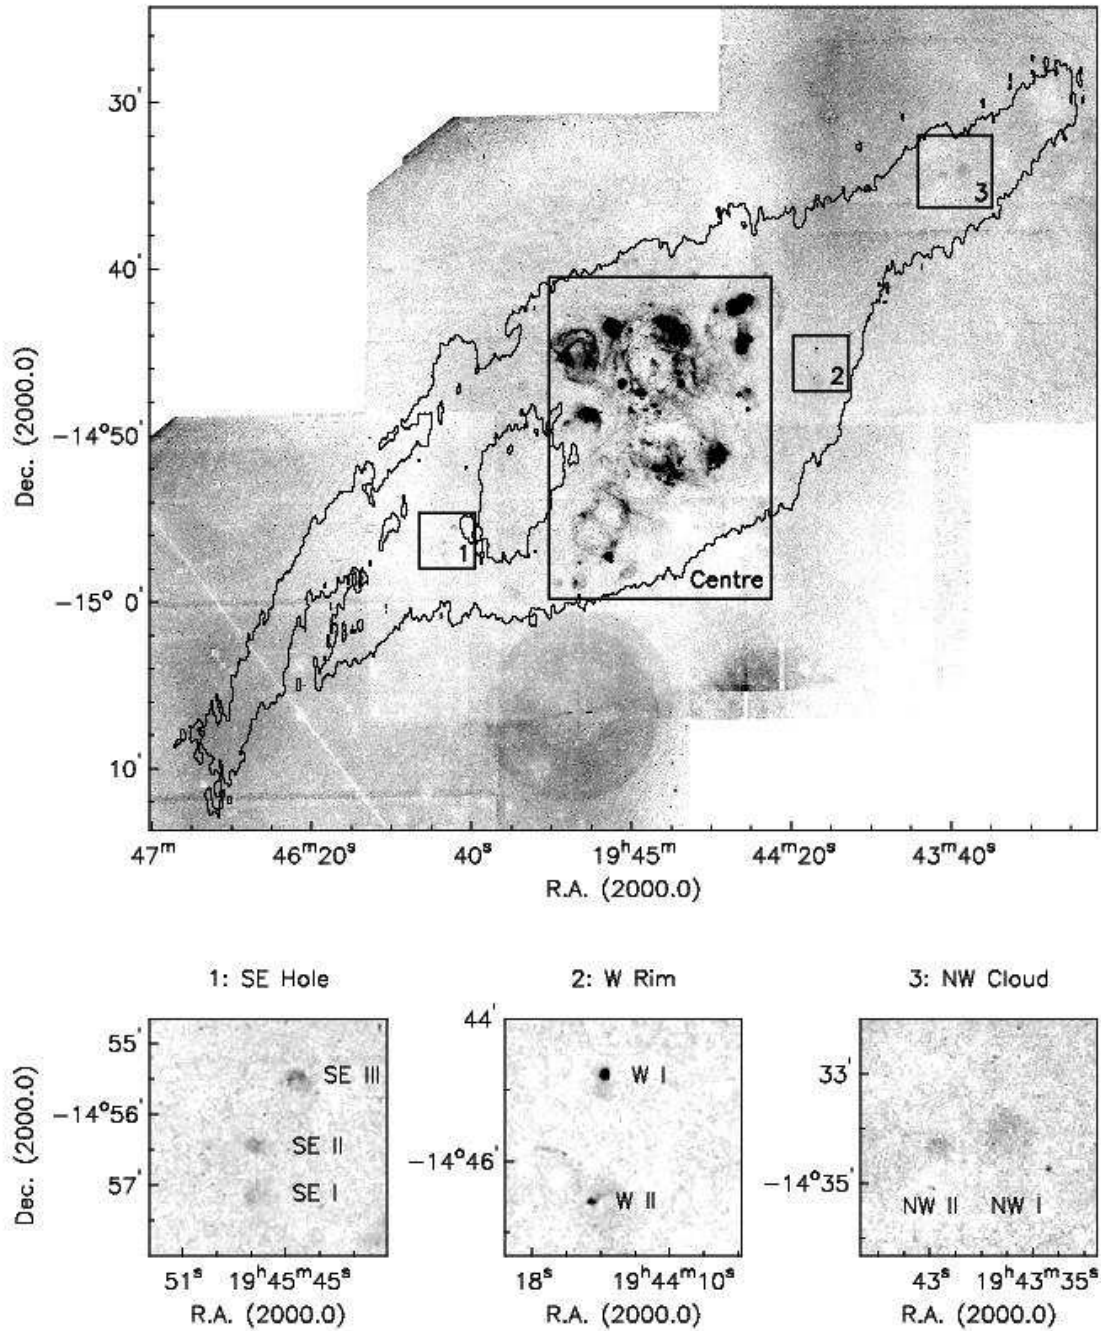 30'
3
40'
2
Dec. (2000.0)
−14°50'
1
Centre
−15° 0'
10'
47ᵐ 46ᵐ20ˢ 40ˢ 19ʰ45ᵐ 44ᵐ20ˢ 43ᵐ40ˢ
R.A. (2000.0)
1: SE Hole 2: W Rim 3: NW Cloud
Dec. (2000.0)
55'
−14°56'
57'
SE III
SE II
SE I
51ˢ 19ʰ45ᵐ45ˢ
R.A. (2000.0)
44'
−14°46'
W I
W II
18ˢ 19ʰ44ᵐ10ˢ
R.A. (2000.0)
33'
−14°35'
NW II NW I
43ˢ 19ʰ43ᵐ35ˢ
R.A. (2000.0)